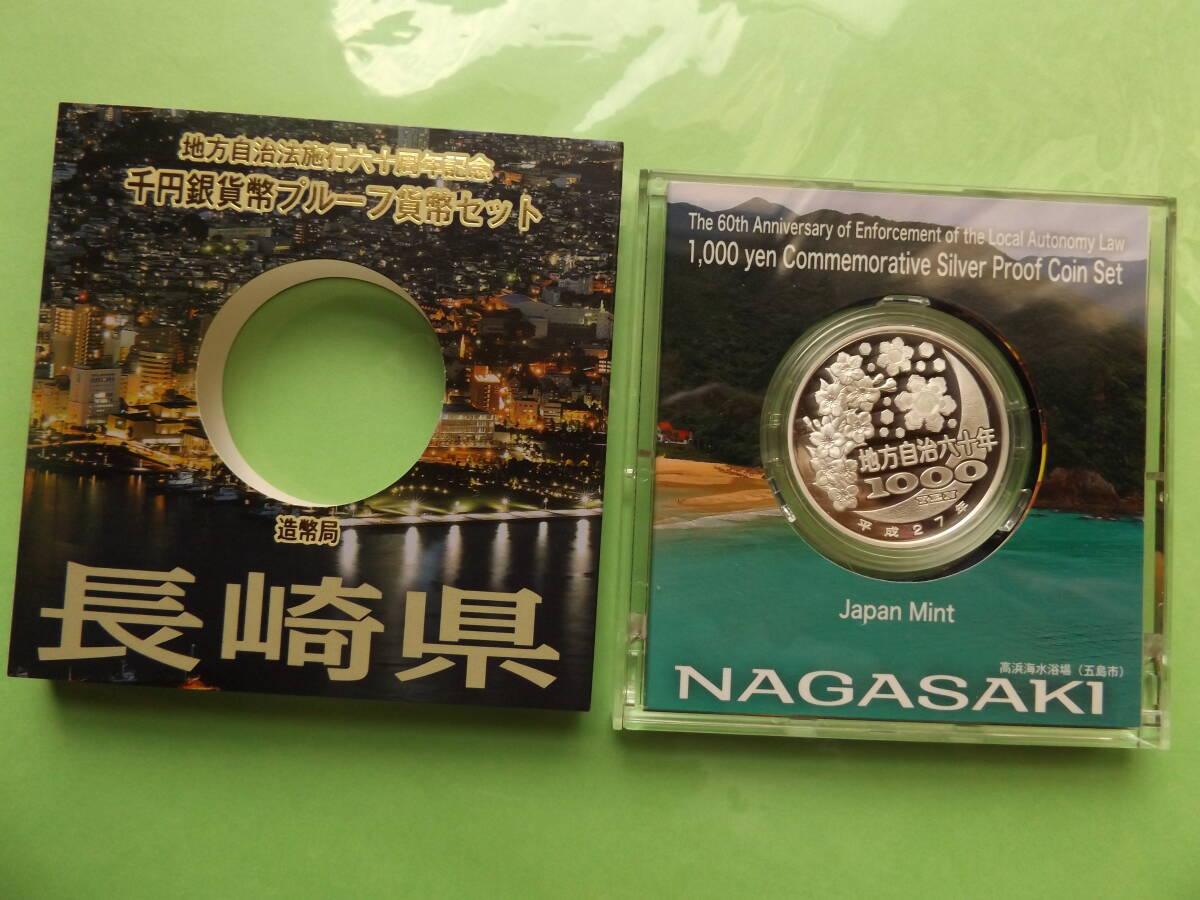 地方自治法施行六十周年記念
千円銀貨幣プルーフ貨幣セット
造幣局
長崎県
The 60th Anniversary of Enforcement of the Local Autonomy Law
1,000 yen Commemorative Silver Proof Coin Set
地方自治六十年
1000
平成27年
Japan Mint
高浜海水浴場（五島市）
NAGASAKI